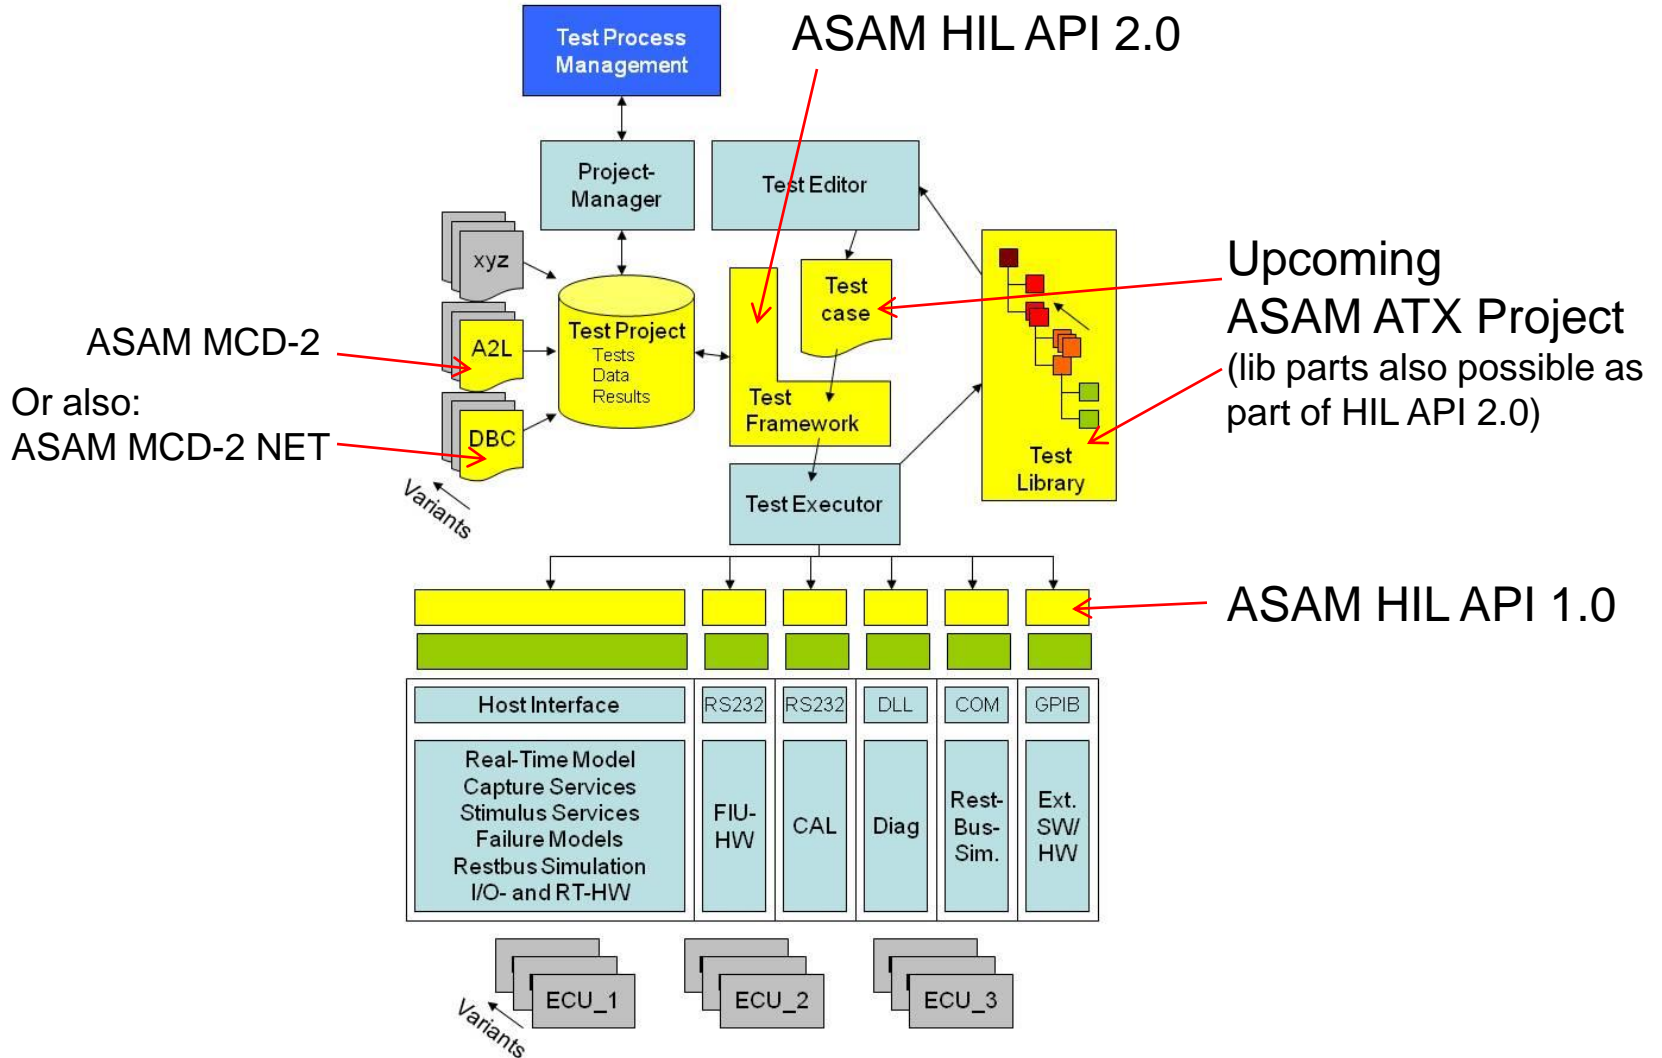 ASAM HIL API 2.0
Test Process
Management
Project-
Manager
Test Editor
xyz
A2L
DBC
Variants
ASAM MCD-2
Or also:
ASAM MCD-2 NET
Test Project
Tests
Data
Results
Test
case
Test
Framework
Test Executor
Test
Library
Upcoming
ASAM ATX Project
(lib parts also possible as
part of HIL API 2.0)
ASAM HIL API 1.0
Host Interface
RS232
RS232
DLL
COM
GPIB
Real-Time Model
Capture Services
Stimulus Services
Failure Models
Restbus Simulation
I/O- and RT-HW
FIU-
HW
CAL
Diag
Rest-
Bus-
Sim.
Ext.
SW/
HW
ECU_1
ECU_2
ECU_3
Variants